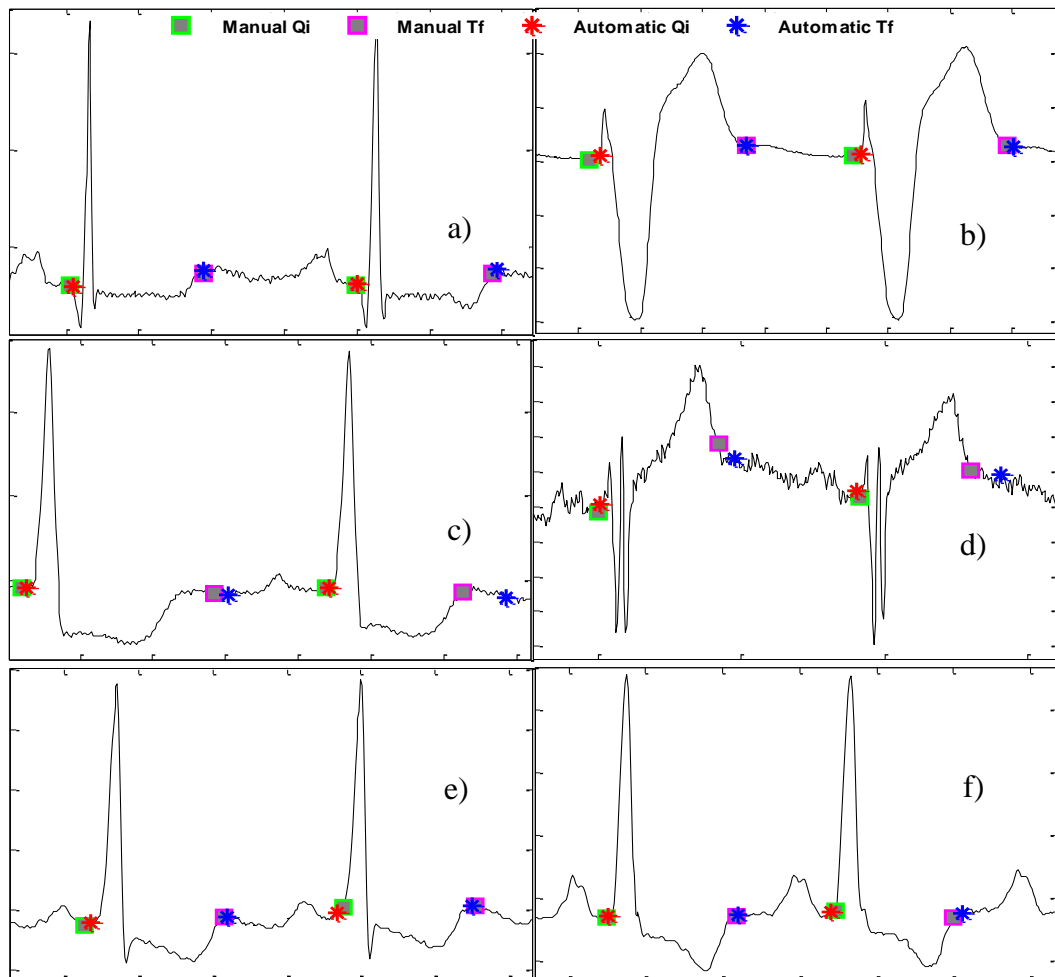 Manual Qi Manual Tf Automatic Qi Automatic Tf
a)
b)
c)
d)
e)
f)